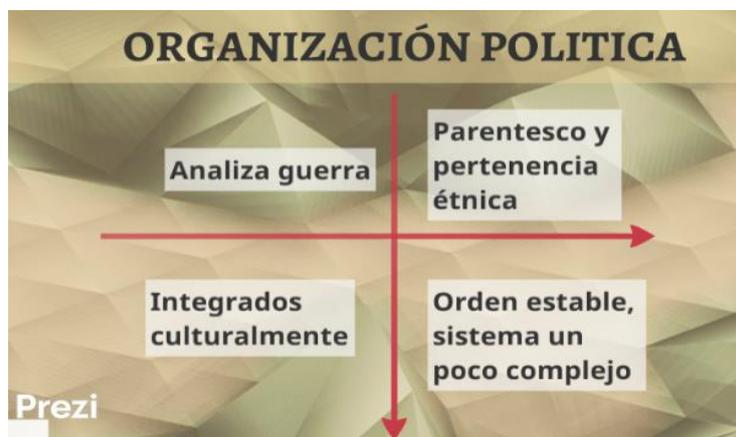 ORGANIZACIÓN POLITICA
Analiza guerra
Parentesco y
pertenencia
étnica
Integrados
culturalmente
Orden estable,
sistema un
poco complejo
Prezi